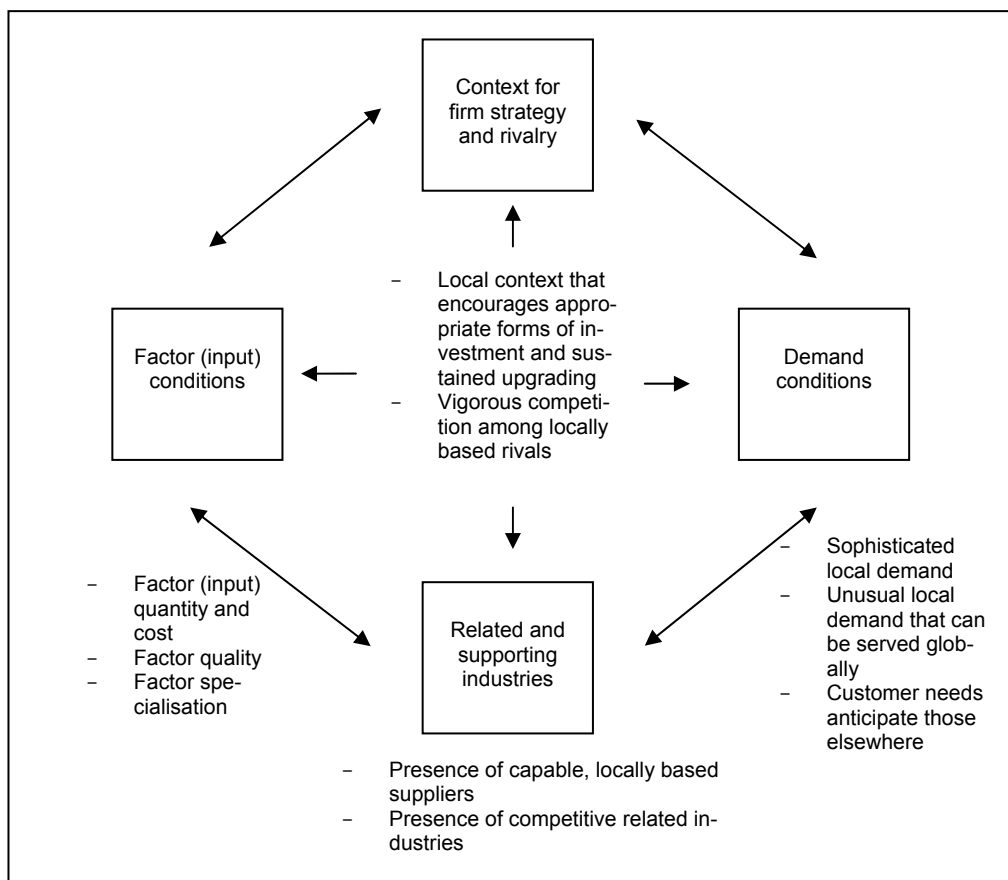 Context for
firm strategy
and rivalry
– Local context that
encourages appro-
priate forms of in-
vestment and sus-
tained upgrading
– Vigorous competi-
tion among locally
based rivals
Factor (input)
conditions
Demand
conditions
– Factor (input)
quantity and
cost
– Factor quality
– Factor spe-
cialisation
Related and
supporting
industries
– Sophisticated
local demand
– Unusual local
demand that can
be served glob-
ally
– Customer needs
anticipate those
elsewhere
– Presence of capable, locally based
suppliers
– Presence of competitive related in-
dustries